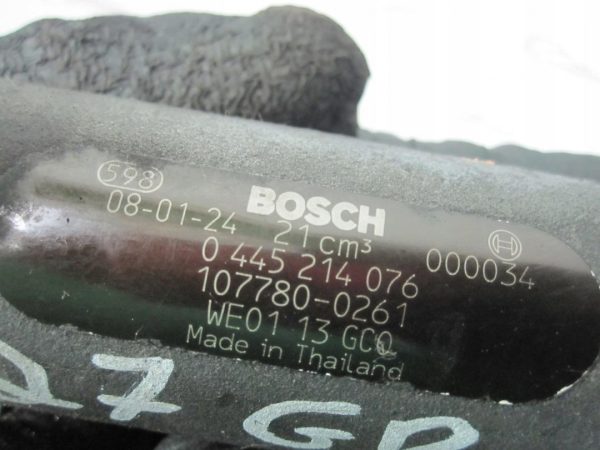 598
BOSCH
08-01-24 21 cm³
0 445 214 076 000034
107780-0261
WE01 13 GC0
Made in Thailand